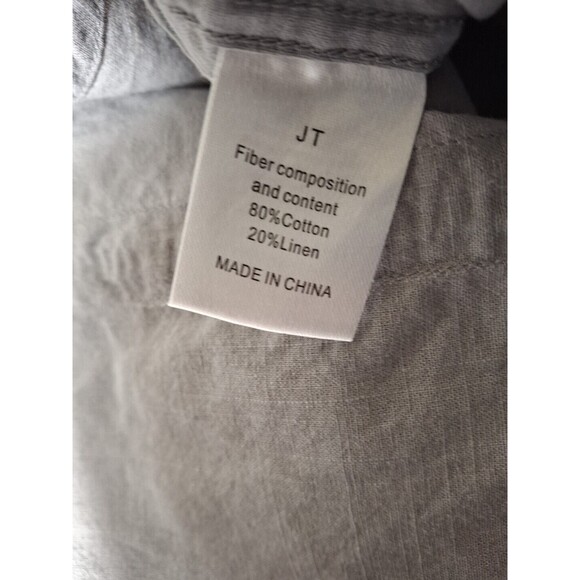 JT
Fiber composition
and content
80%Cotton
20%Linen
MADE IN CHINA